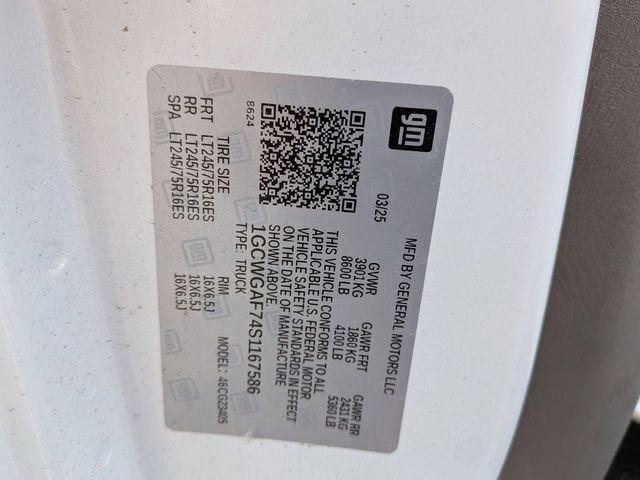 gm
MFD BY GENERAL MOTORS LLC
03/25
GVWR GAWR FRT GAWR RR
3901 KG 1860 KG 2431 KG
8600 LB 4100 LB 5360 LB
THIS VEHICLE CONFORMS TO ALL
APPLICABLE U.S. FEDERAL MOTOR
VEHICLE SAFETY STANDARDS IN EFFECT
ON THE DATE OF MANUFACTURE
SHOWN ABOVE.
1GCWGAF74S1167586
TYPE: TRUCK
8624
MODEL: 46CG23405
TIRE SIZE RIM
FRT LT245/75R16ES 16X6.5J
RR LT245/75R16ES 16X6.5J
SPA LT245/75R16ES 16X6.5J